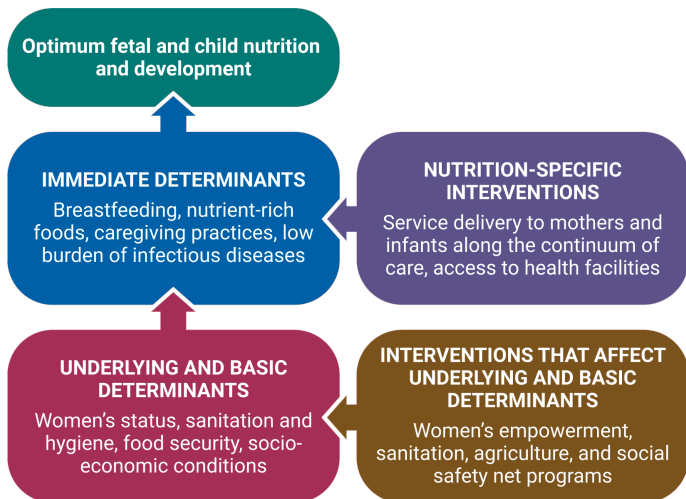 Optimum fetal and child nutrition
and development
IMMEDIATE DETERMINANTS
Breastfeeding, nutrient-rich
foods, caregiving practices, low
burden of infectious diseases
NUTRITION-SPECIFIC
INTERVENTIONS
Service delivery to mothers and
infants along the continuum of
care, access to health facilities
UNDERLYING AND BASIC
DETERMINANTS
Women’s status, sanitation and
hygiene, food security, socio-
economic conditions
INTERVENTIONS THAT AFFECT
UNDERLYING AND BASIC
DETERMINANTS
Women’s empowerment,
sanitation, agriculture, and social
safety net programs